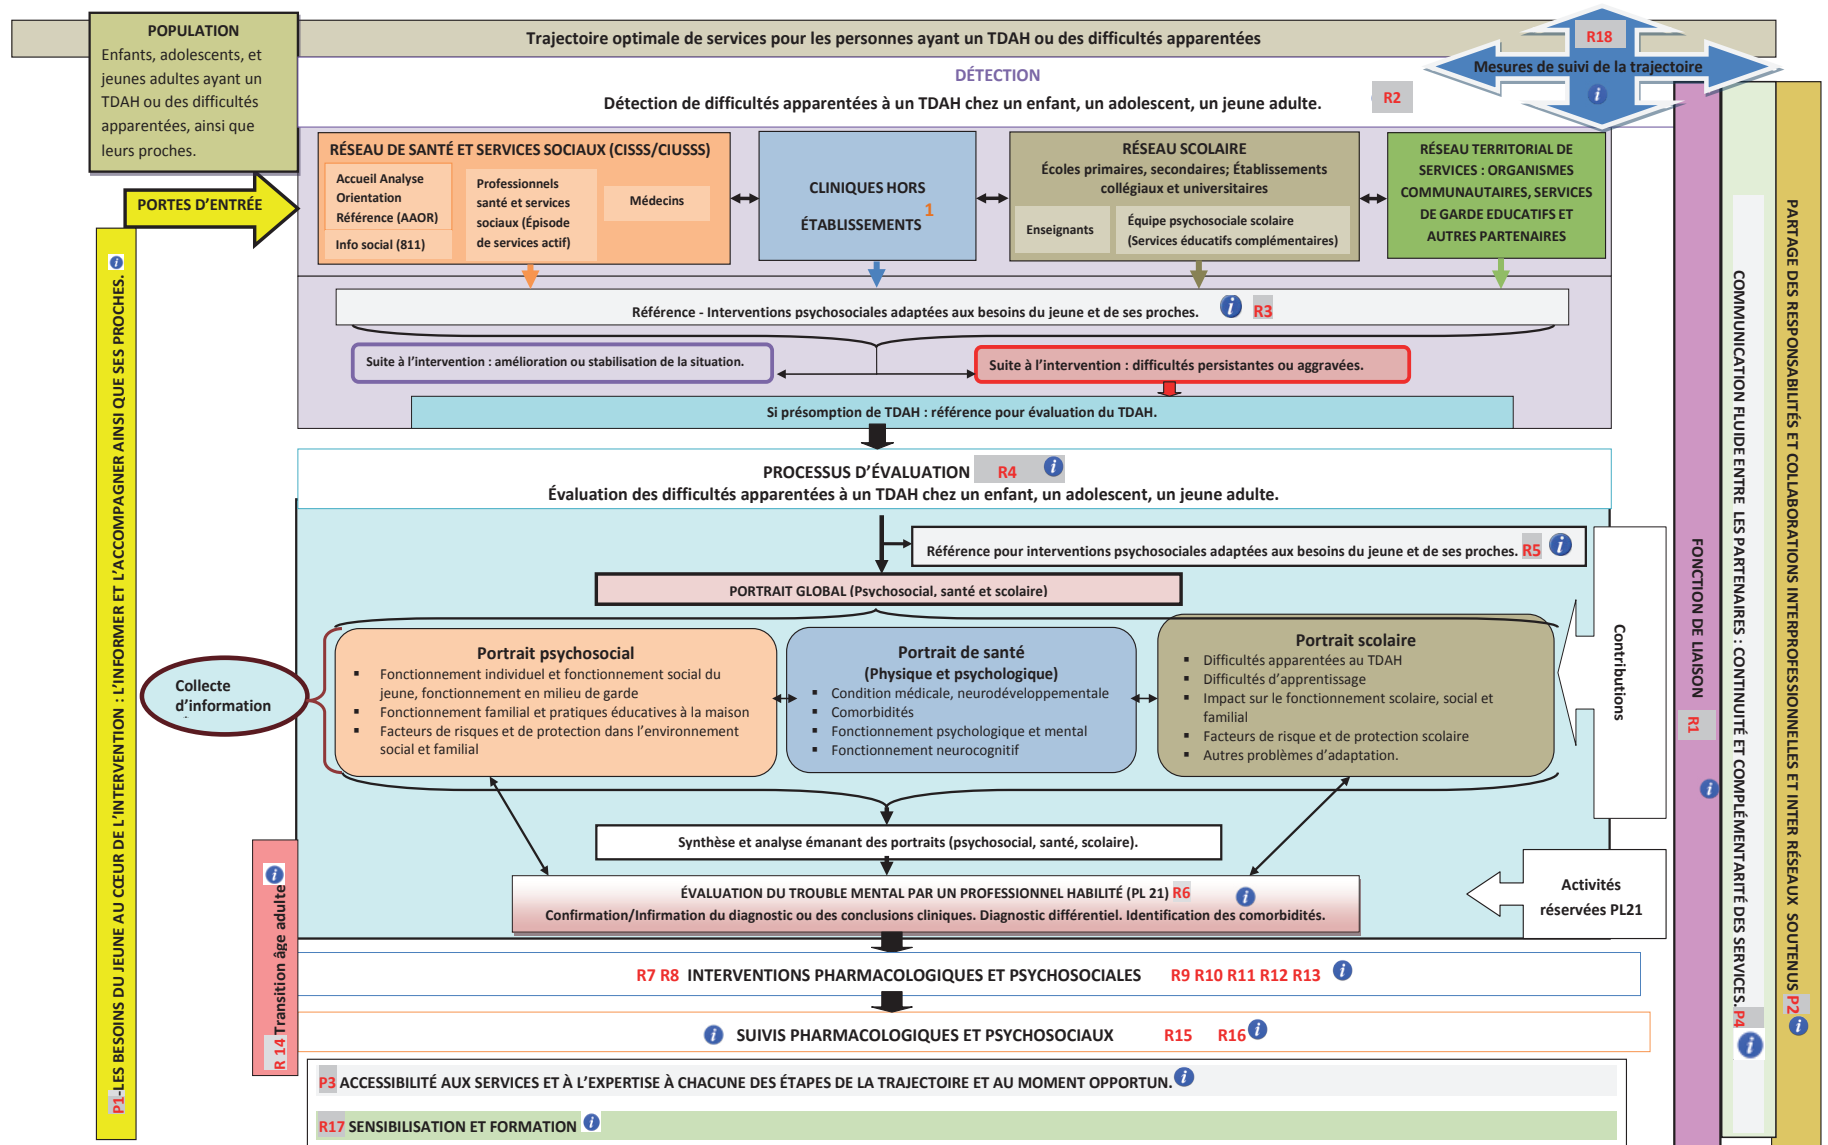 POPULATION
Enfants, adolescents, et
jeunes adultes ayant un
TDAH ou des difficultés
apparentées, ainsi que
leurs proches.
Trajectoire optimale de services pour les personnes ayant un TDAH ou des difficultés apparentées
R18
Mesures de suivi de la trajectoire
i
DÉTECTION
Détection de difficultés apparentées à un TDAH chez un enfant, un adolescent, un jeune adulte. R2
PORTES D'ENTRÉE
RÉSEAU DE SANTÉ ET SERVICES SOCIAUX (CISSS/CIUSSS)
Accueil Analyse
Orientation
Référence (AAOR)
Info social (811)
Professionnels
santé et services
sociaux (Épisode
de services actif)
Médecins
CLINIQUES HORS
ÉTABLISSEMENTS 1
RÉSEAU SCOLAIRE
Écoles primaires, secondaires; Établissements
collégiaux et universitaires
Enseignants
Équipe psychosociale scolaire
(Services éducatifs complémentaires)
RÉSEAU TERRITORIAL DE
SERVICES : ORGANISMES
COMMUNAUTAIRES, SERVICES
DE GARDE EDUCATIFS ET
AUTRES PARTENAIRES
Référence - Interventions psychosociales adaptées aux besoins du jeune et de ses proches. i R3
Suite à l'intervention : amélioration ou stabilisation de la situation.
Suite à l'intervention : difficultés persistantes ou aggravées.
Si présomption de TDAH : référence pour évaluation du TDAH.
PROCESSUS D'ÉVALUATION R4 i
Évaluation des difficultés apparentées à un TDAH chez un enfant, un adolescent, un jeune adulte.
Référence pour interventions psychosociales adaptées aux besoins du jeune et de ses proches. R5 i
PORTRAIT GLOBAL (Psychosocial, santé et scolaire)
Collecte
d'information
Portrait psychosocial
▪ Fonctionnement individuel et fonctionnement social du
jeune, fonctionnement en milieu de garde
▪ Fonctionnement familial et pratiques éducatives à la maison
▪ Facteurs de risques et de protection dans l'environnement
social et familial
Portrait de santé
(Physique et psychologique)
▪ Condition médicale, neurodéveloppementale
▪ Comorbidités
▪ Fonctionnement psychologique et mental
▪ Fonctionnement neurocognitif
Portrait scolaire
▪ Difficultés apparentées au TDAH
▪ Difficultés d'apprentissage
▪ Impact sur le fonctionnement scolaire, social et
familial
▪ Facteurs de risque et de protection scolaire
▪ Autres problèmes d'adaptation.
Contributions
Synthèse et analyse émanant des portraits (psychosocial, santé, scolaire).
ÉVALUATION DU TROUBLE MENTAL PAR UN PROFESSIONNEL HABILITÉ (PL 21) R6 i
Confirmation/Infirmation du diagnostic ou des conclusions cliniques. Diagnostic différentiel. Identification des comorbidités.
Activités
réservées PL21
R7 R8 INTERVENTIONS PHARMACOLOGIQUES ET PSYCHOSOCIALES R9 R10 R11 R12 R13 i
i SUIVIS PHARMACOLOGIQUES ET PSYCHOSOCIAUX R15 R16 i
P3 ACCESSIBILITÉ AUX SERVICES ET À L'EXPERTISE À CHACUNE DES ÉTAPES DE LA TRAJECTOIRE ET AU MOMENT OPPORTUN. i
R17 SENSIBILISATION ET FORMATION i
P1-LES BESOINS DU JEUNE AU CŒUR DE L'INTERVENTION : L'INFORMER ET L'ACCOMPAGNER AINSI QUE SES PROCHES. i
R 14 Transition âge adulte i
FONCTION DE LIAISON R1 i
COMMUNICATION FLUIDE ENTRE LES PARTENAIRES : CONTINUITÉ ET COMPLÉMENTARITÉ DES SERVICES. P4 i
PARTAGE DES RESPONSABILITÉS ET COLLABORATIONS INTERPROFESSIONNELLES ET INTER RÉSEAUX SOUTENUS P2 i